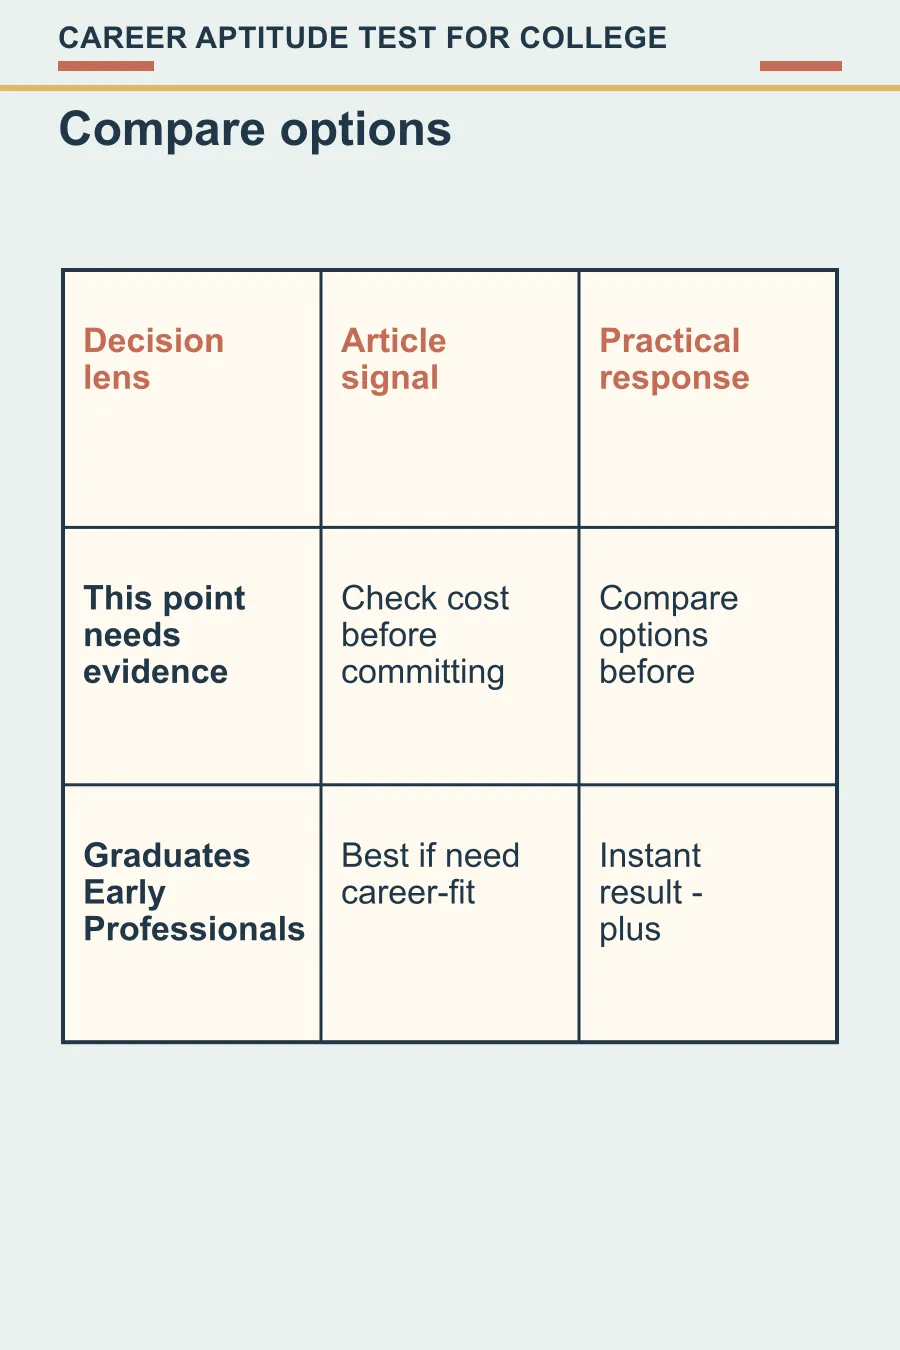 CAREER APTITUDE TEST FOR COLLEGE
Compare options
Decision
lens
Article
signal
Practical
response
This point
needs
evidence
Check cost
before
committing
Compare
options
before
Graduates
Early
Professionals
Best if need
career-fit
Instant
result -
plus